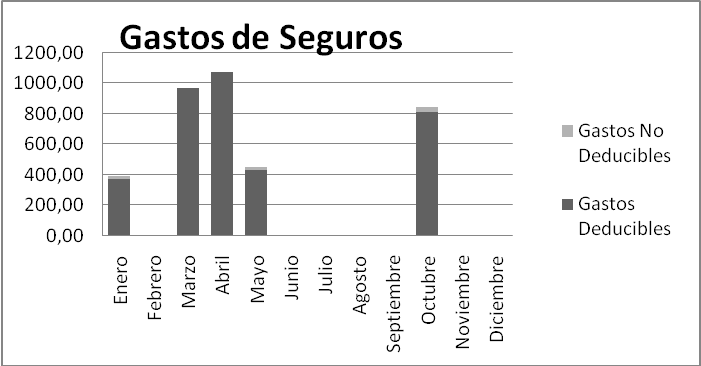 Gastos de Seguros
1200,00
1000,00
800,00
600,00
400,00
200,00
0,00
Enero
Febrero
Marzo
Abril
Mayo
Junio
Julio
Agosto
Septiembre
Octubre
Noviembre
Diciembre
Gastos No
Deducibles
Gastos
Deducibles